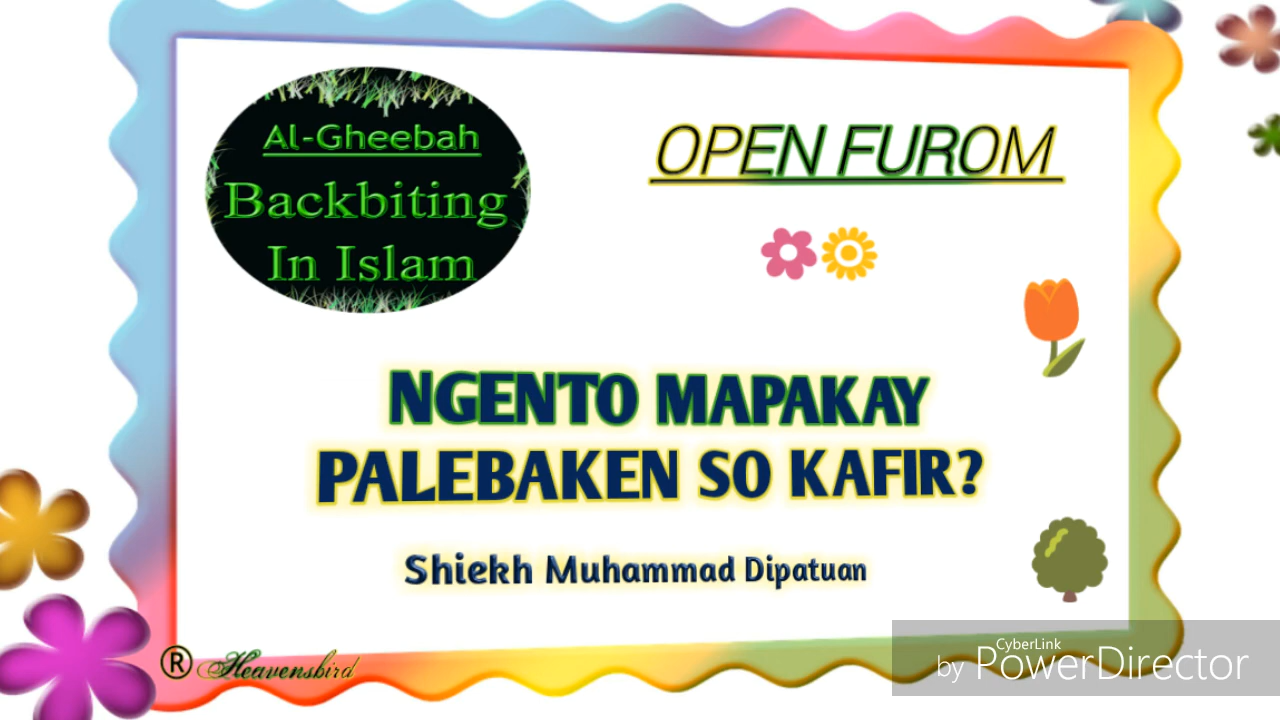 Al-Gheebah
Backbiting
In Islam
OPEN FUROM
NGENTO MAPAKAY
PALEBAKEN SO KAFIR?
Shiekh Muhammad Dipatuan
® Heavensbird
CyberLink
by PowerDirector